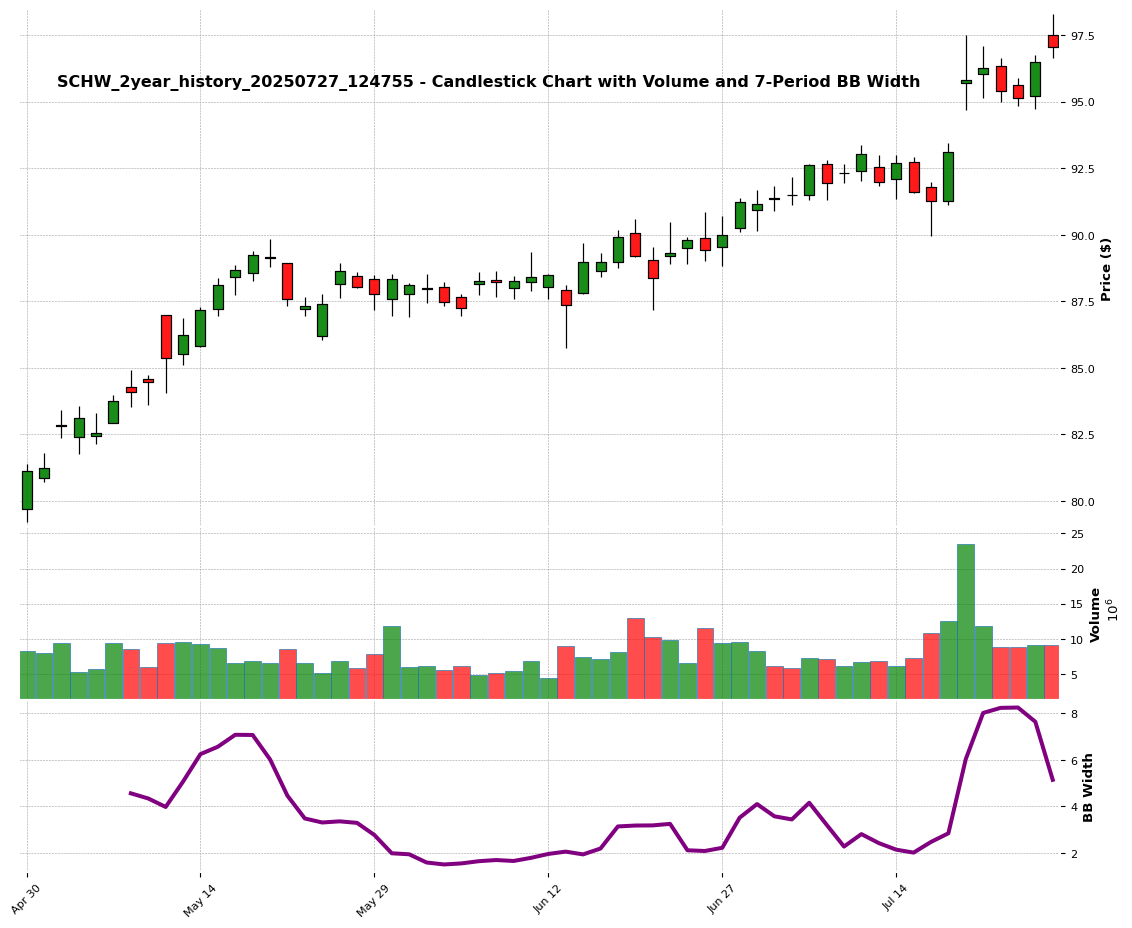 SCHW_2year_history_20250727_124755 - Candlestick Chart with Volume and 7-Period BB Width
97.5
95.0
92.5
90.0
87.5
85.0
82.5
80.0
Price ($)
25
20
15
10
5
Volume
10^6
8
6
4
2
BB Width
Apr 30
May 14
May 29
Jun 12
Jun 27
Jul 14